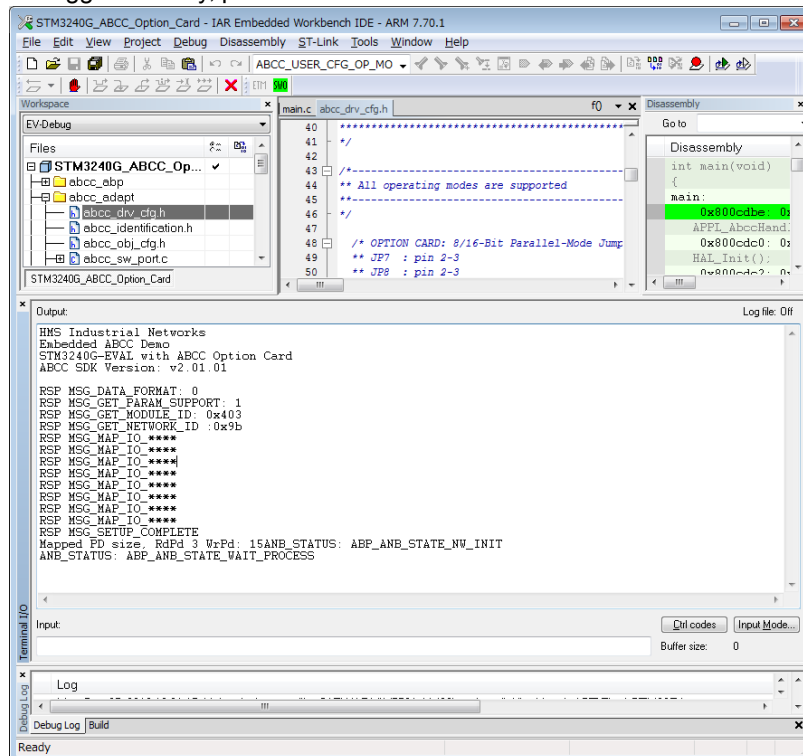 STM3240G_ABCC_Option_Card - IAR Embedded Workbench IDE - ARM 7.70.1
File Edit View Project Debug Disassembly ST-Link Tools Window Help
ABCC_USER_CFG_OP_MO
ETM SWO
Workspace
EV-Debug
Files
STM3240G_ABCC_Op...
abcc_abp
abcc_adapt
abcc_drv_cfg.h
abcc_identification.h
abcc_obj_cfg.h
abcc_sw_port.c
STM3240G_ABCC_Option_Card
main.c abcc_drv_cfg.h f()
40 *********************************************
41 */
42
43 /*-------------------------------------------
44 ** All operating modes are supported
45 **-------------------------------------------
46 */
47
48 /* OPTION CARD: 8/16-Bit Parallel-Mode Jump
49 ** JP7 : pin 2-3
50 ** JP8 : pin 2-3
Disassembly
Go to
Disassembly
int main(void)
{
main:
0x800cdbe: 0x
APPL_AbccHand
0x800cdc0: 0x
HAL_Init();
0x800cdc2: 0x
Output: Log file: Off
HMS Industrial Networks
Embedded ABCC Demo
STM3240G-EVAL with ABCC Option Card
ABCC SDK Version: v2.01.01
RSP MSG_DATA_FORMAT: 0
RSP MSG_GET_PARAM_SUPPORT: 1
RSP MSG_GET_MODULE_ID: 0x403
RSP MSG_GET_NETWORK_ID :0x9b
RSP MSG_MAP_IO_****
RSP MSG_MAP_IO_****
RSP MSG_MAP_IO_****
RSP MSG_MAP_IO_****
RSP MSG_MAP_IO_****
RSP MSG_MAP_IO_****
RSP MSG_MAP_IO_****
RSP MSG_MAP_IO_****
RSP MSG_SETUP_COMPLETE
Mapped PD size, RdPd 3 WrPd: 15ANB_STATUS: ABP_ANB_STATE_NW_INIT
ANB_STATUS: ABP_ANB_STATE_WAIT_PROCESS
Terminal I/O
Input: Ctrl codes Input Mode...
Buffer size: 0
Debug Log
Log
Debug Log Build
Ready